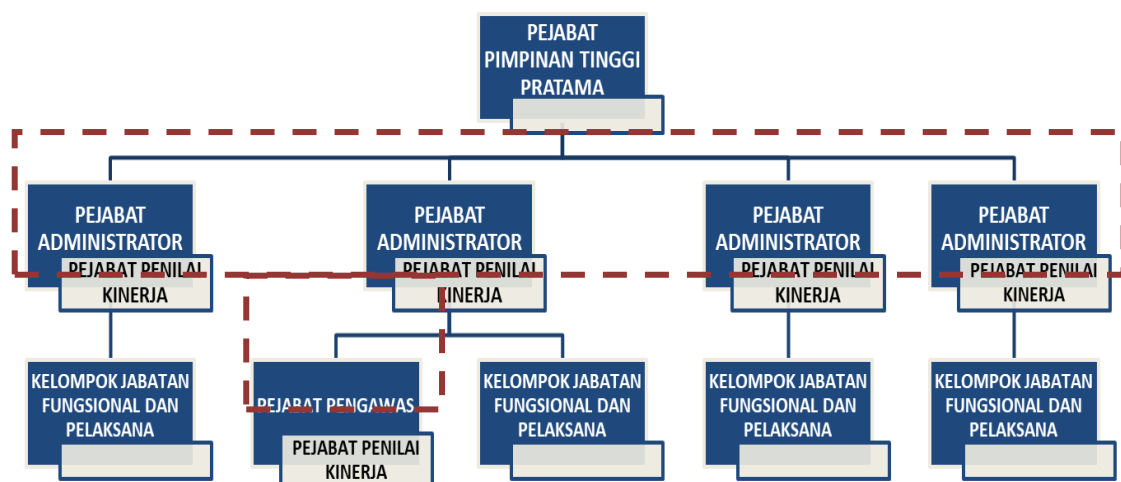 PEJABAT
PIMPINAN TINGGI
PRATAMA
PEJABAT
ADMINISTRATOR
PEJABAT PENILAI
KINERJA
PEJABAT
ADMINISTRATOR
PEJABAT PENILAI
KINERJA
PEJABAT
ADMINISTRATOR
PEJABAT PENILAI
KINERJA
PEJABAT
ADMINISTRATOR
PEJABAT PENILAI
KINERJA
KELOMPOK JABATAN
FUNGSIONAL DAN
PELAKSANA
PEJABAT PENGAWAS
PEJABAT PENILAI
KINERJA
KELOMPOK JABATAN
FUNGSIONAL DAN
PELAKSANA
KELOMPOK JABATAN
FUNGSIONAL DAN
PELAKSANA
KELOMPOK JABATAN
FUNGSIONAL DAN
PELAKSANA